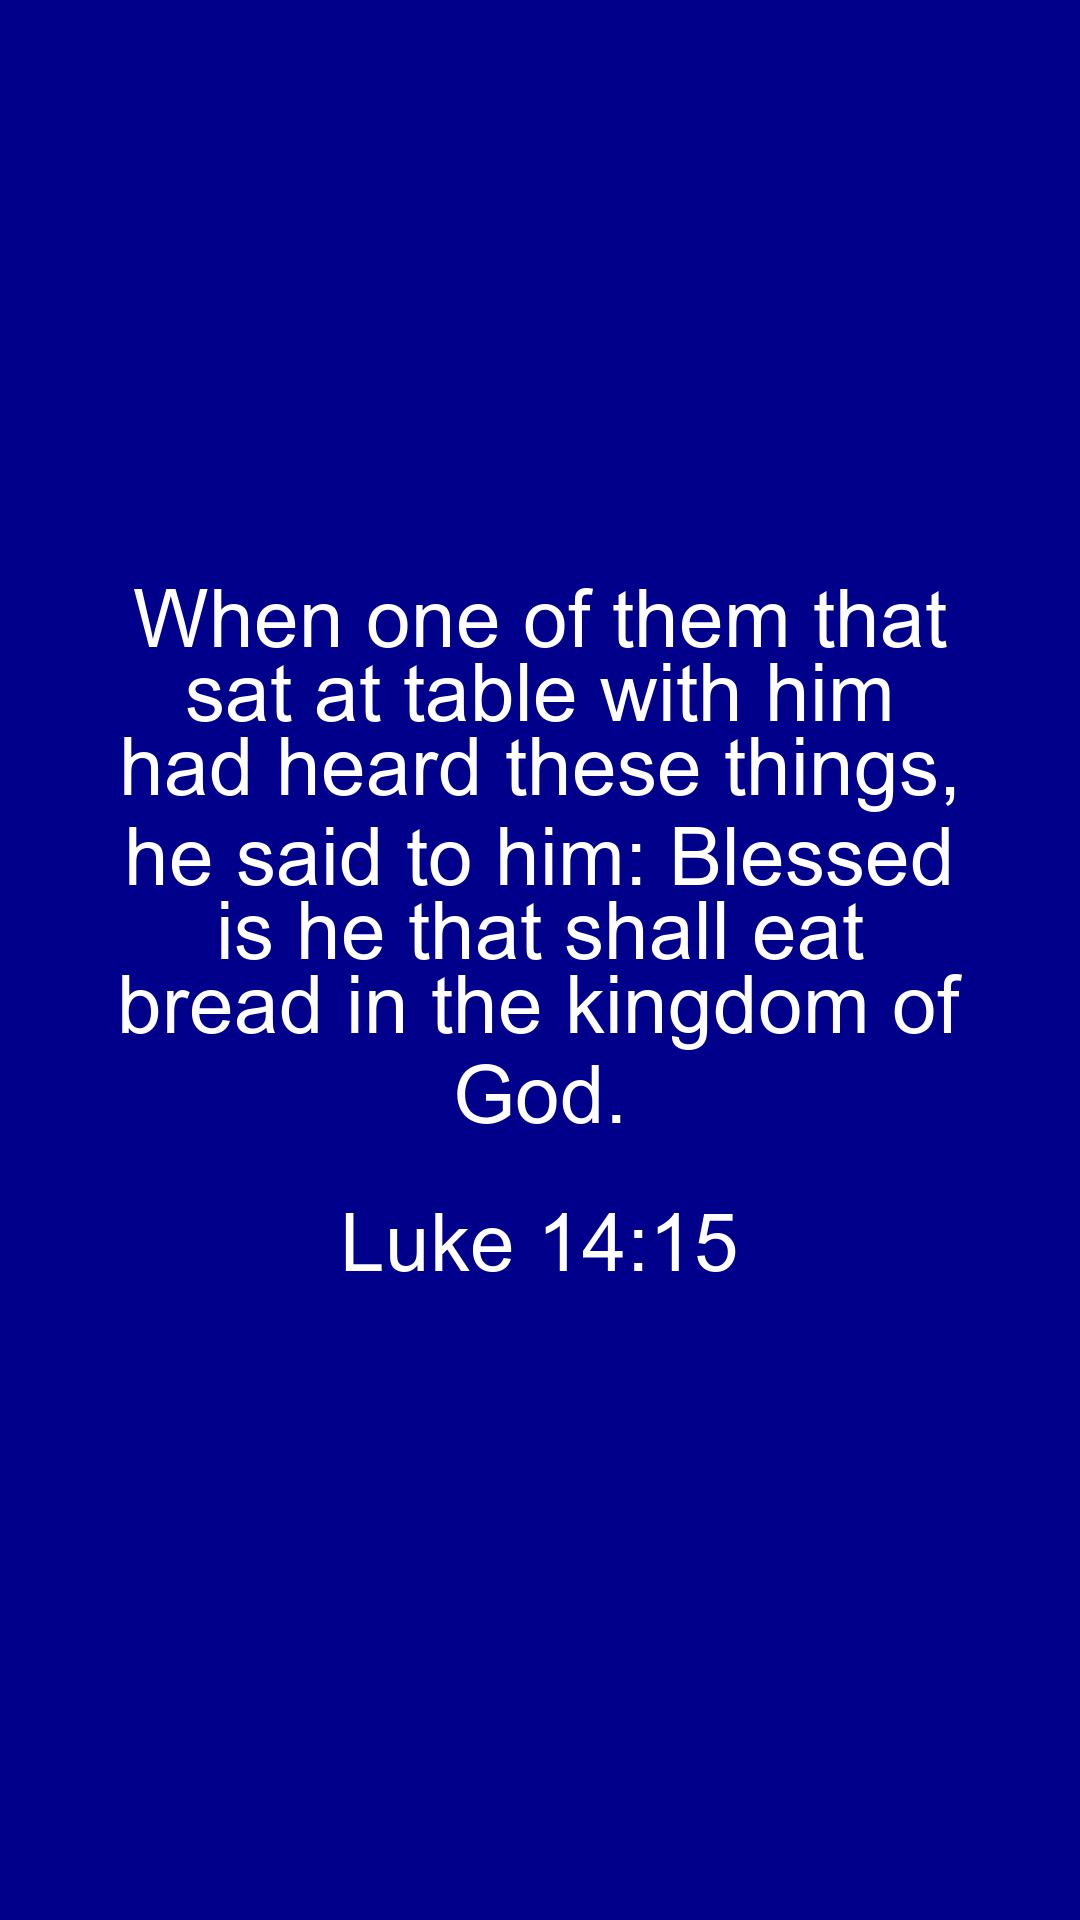 When one of them that
sat at table with him
had heard these things,
he said to him: Blessed
is he that shall eat
bread in the kingdom of
God.
Luke 14:15